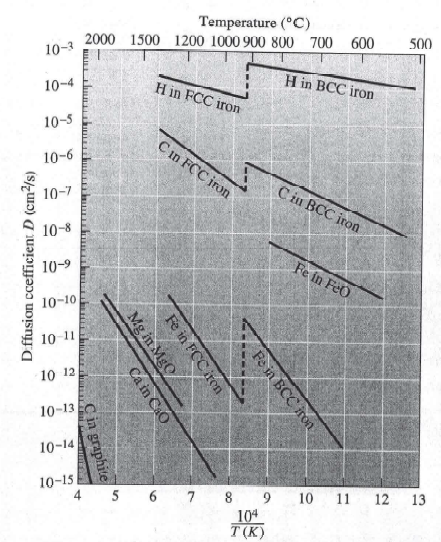 Temperature (°C)
2000 1500 1200 1000 900 800 700 600 500
10⁻³
10⁻⁴
10⁻⁵
10⁻⁶
10⁻⁷
10⁻⁸
10⁻⁹
10⁻¹⁰
10⁻¹¹
10⁻¹²
10⁻¹³
10⁻¹⁴
10⁻¹⁵
D:ffusion ccefficient D (cm²/s)
H in FCC iron
H in BCC iron
C in FCC iron
C in BCC iron
Fe in FeO
Mg in MgO
Ca in CaO
Fe in FCC iron
Fe in BCC iron
C in graphite
4 5 6 7 8 9 10 11 12 13
10⁴
T (K)